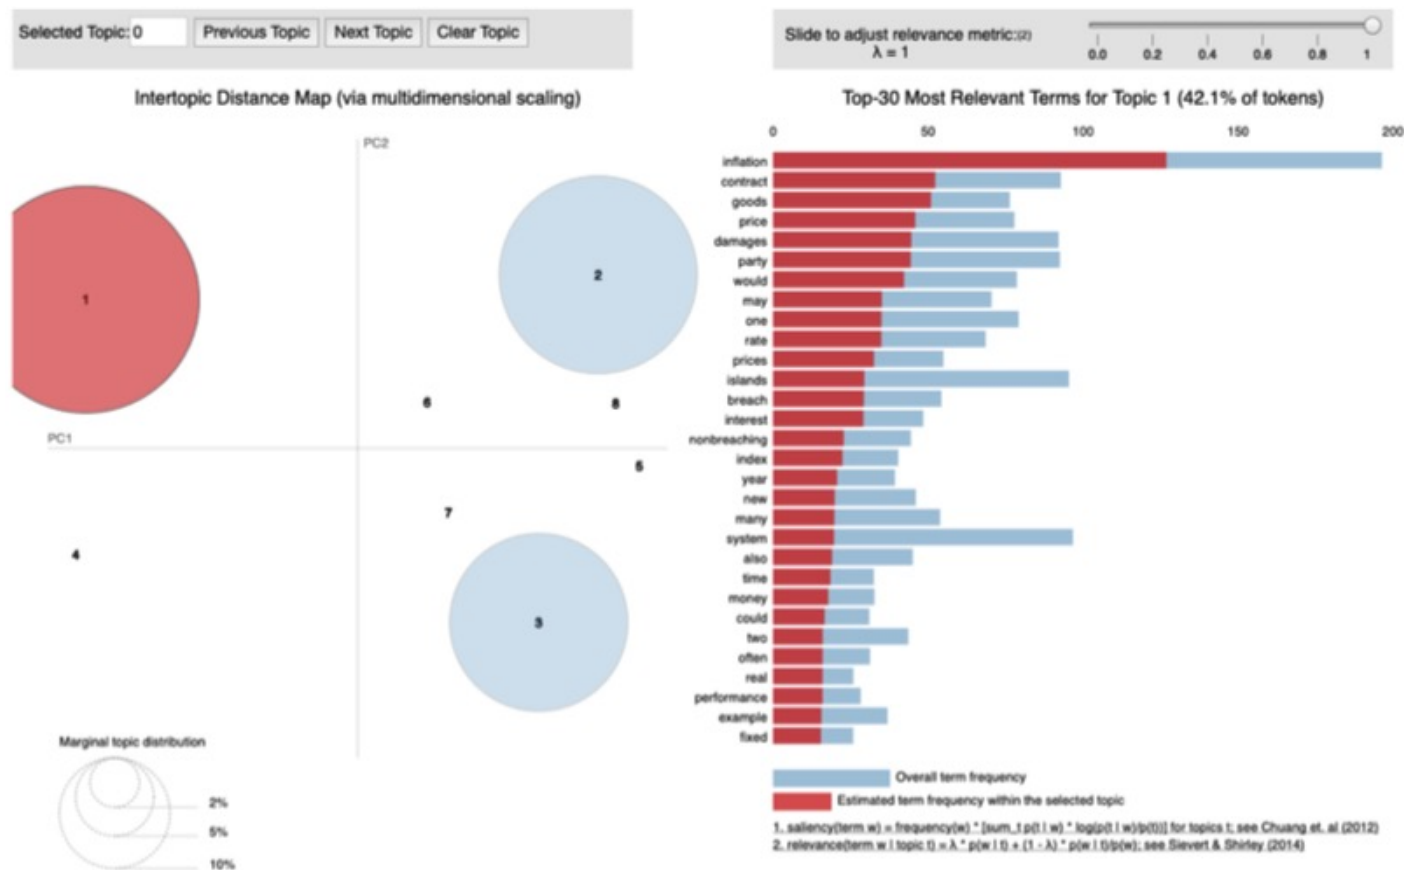 Selected Topic: 0 Previous Topic Next Topic Clear Topic
Slide to adjust relevance metric:(2)
λ = 1
0.0 0.2 0.4 0.6 0.8 1
Intertopic Distance Map (via multidimensional scaling)
PC2
PC1
1
2
6
8
5
7
4
3
Marginal topic distribution
2%
5%
10%
Top-30 Most Relevant Terms for Topic 1 (42.1% of tokens)
0 50 100 150 200
inflation
contract
goods
price
damages
party
would
may
one
rate
prices
islands
breach
interest
nonbreaching
index
year
new
many
system
also
time
money
could
two
often
real
performance
example
fixed
Overall term frequency
Estimated term frequency within the selected topic
1. saliency(term w) = frequency(w) * [sum_t p(t | w) * log(p(t | w)/p(t))] for topics t; see Chuang et. al (2012)
2. relevance(term w | topic t) = λ * p(w | t) + (1 - λ) * p(w | t)/p(w); see Sievert & Shirley (2014)